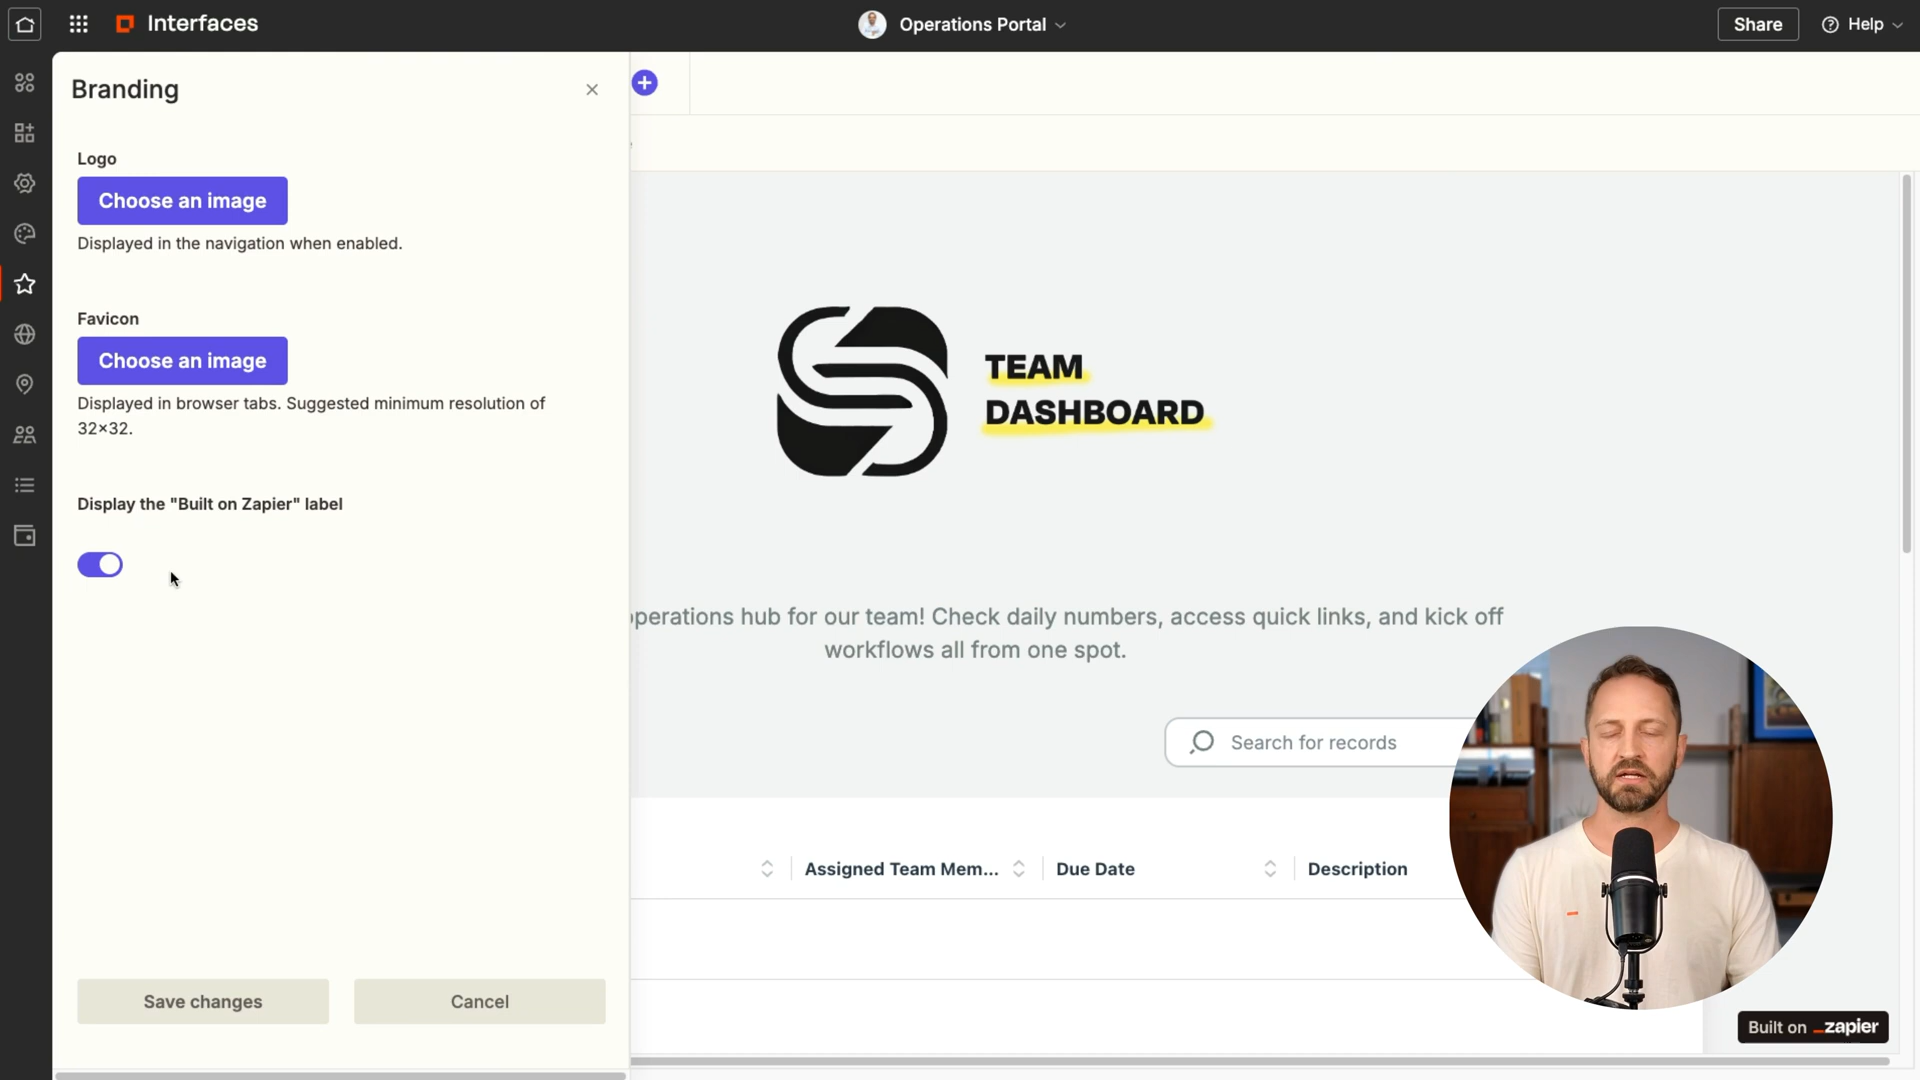 Interfaces
Operations Portal
Share
Help
Branding
Logo
Choose an image
Displayed in the navigation when enabled.
Favicon
Choose an image
Displayed in browser tabs. Suggested minimum resolution of
32×32.
Display the "Built on Zapier" label
Save changes
Cancel
TEAM
DASHBOARD
operations hub for our team! Check daily numbers, access quick links, and kick off
workflows all from one spot.
Search for records
Assigned Team Mem...
Due Date
Description
Built on _zapier